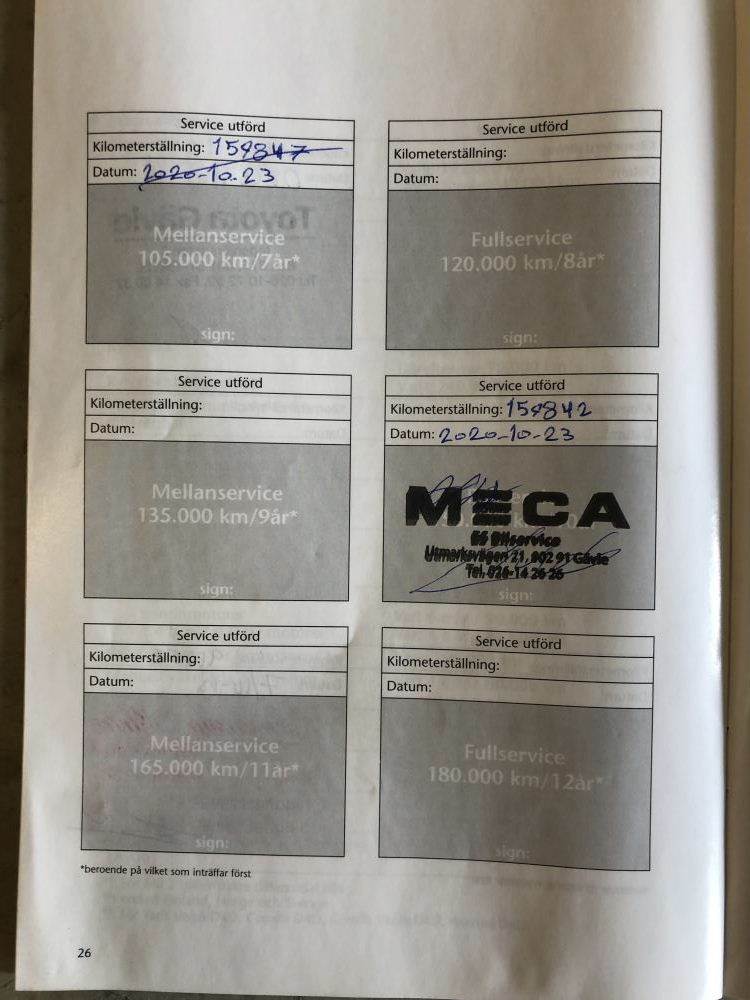 Service utförd
Kilometerställning: 159847
Datum: 2020-10-23
Mellanservice
105.000 km/7år*
sign:
Service utförd
Kilometerställning:
Datum:
Fullservice
120.000 km/8år*
sign:
Service utförd
Kilometerställning:
Datum:
Mellanservice
135.000 km/9år*
sign:
Service utförd
Kilometerställning: 159842
Datum: 2020-10-23
MECA
Bilservice
Utmarksvägen 21, 802 91 Gävle
Tel. 026-14 26 26
sign:
Service utförd
Kilometerställning:
Datum:
Mellanservice
165.000 km/11år*
sign:
Service utförd
Kilometerställning:
Datum:
Fullservice
180.000 km/12år*
sign:
*beroende på vilket som inträffar först
26